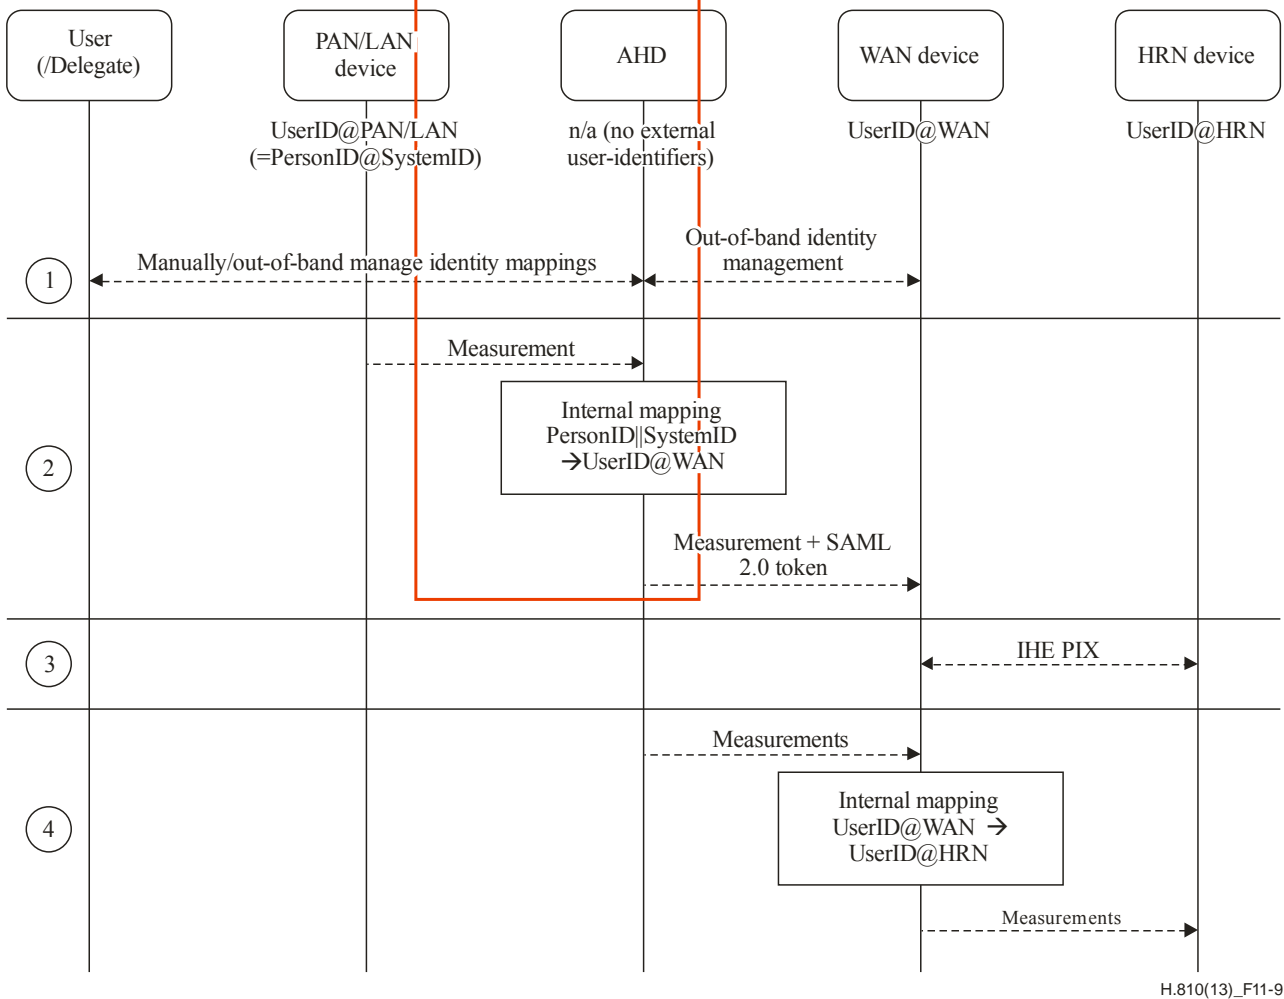 User
(/Delegate)
PAN/LAN
device
AHD
WAN device
HRN device
UserID@PAN/LAN
(=PersonID@SystemID)
n/a (no external
user-identifiers)
UserID@WAN
UserID@HRN
1
Manually/out-of-band manage identity mappings
Out-of-band identity
management
2
Measurement
Internal mapping
PersonID||SystemID
→UserID@WAN
Measurement + SAML
2.0 token
3
IHE PIX
4
Measurements
Internal mapping
UserID@WAN →
UserID@HRN
Measurements
H.810(13)_F11-9